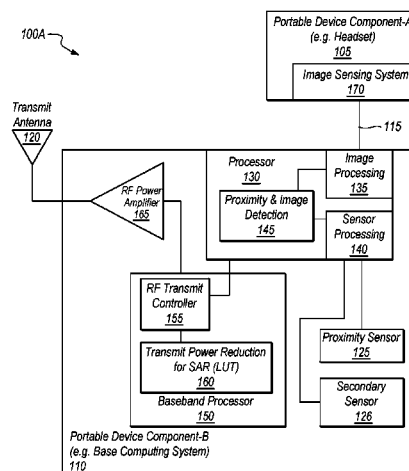 100A
Portable Device Component-A
(e.g. Headset)
105
Image Sensing System
170
115
Transmit
Antenna
120
RF Power
Amplifier
165
Processor
130
Image
Processing
135
Proximity & Image
Detection
145
Sensor
Processing
140
RF Transmit
Controller
155
Transmit Power Reduction
for SAR (LUT)
160
Baseband Processor
150
Proximity Sensor
125
Secondary
Sensor
126
Portable Device Component-B
(e.g. Base Computing System)
110